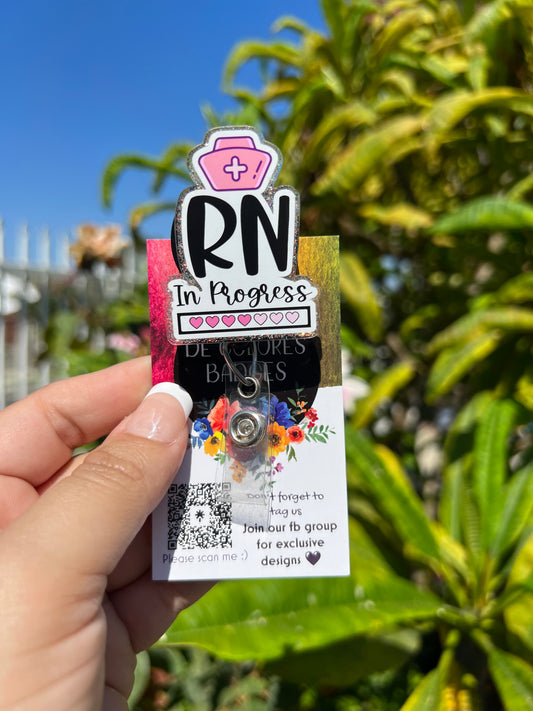 RN
In Progress
DE COLORES
BADGES
Don't forget to
tag us
Join our fb group
for exclusive
designs 🖤
Please scan me :)